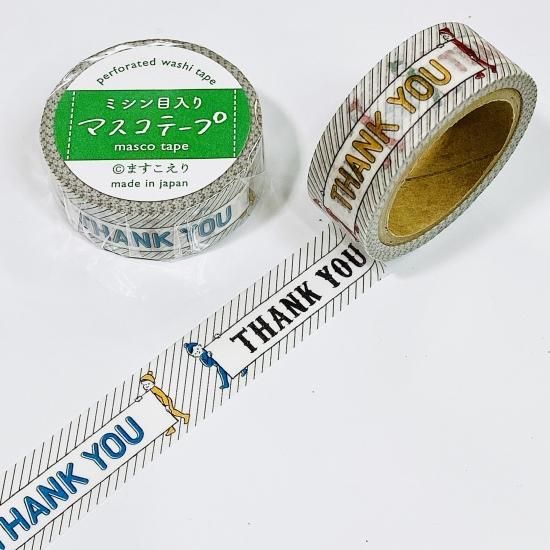 perforated washi tape
ミシン目入り
マスコテープ
masco tape
©ますこえり
made in japan
THANK YOU
THANK YOU
THANK YOU
THANK YOU